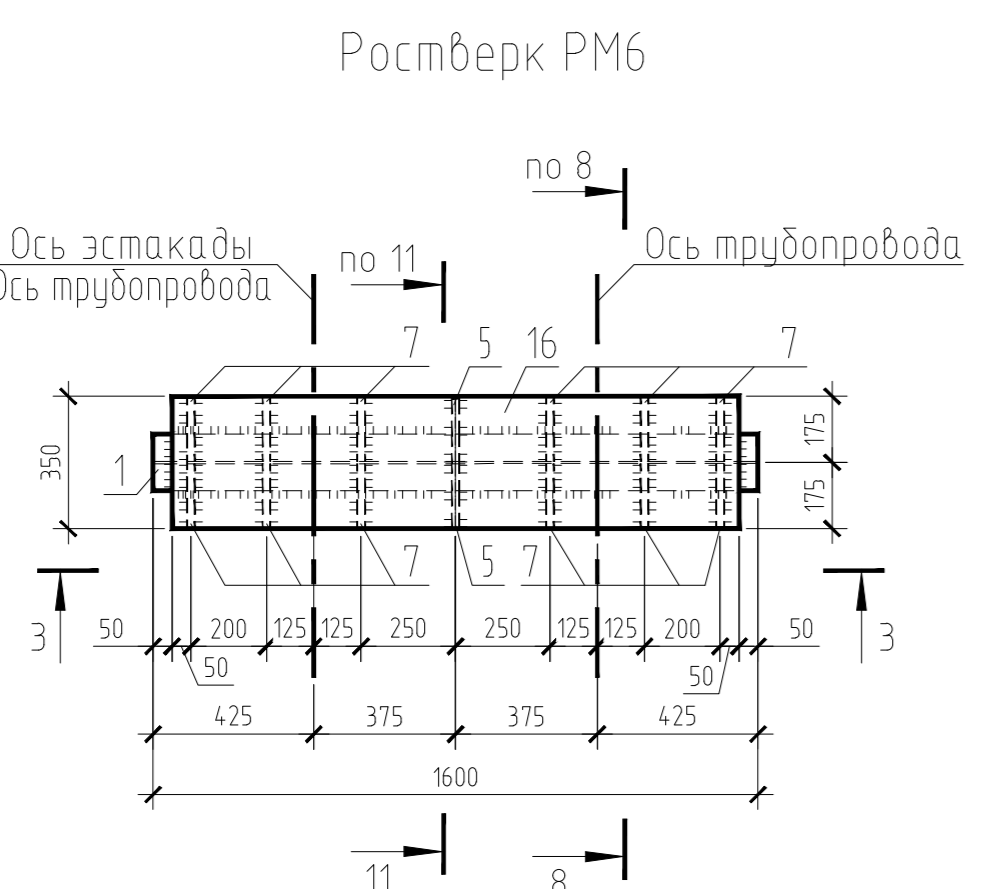 Ростверк РМ6
по 8
Ось эстакады
Ось трубопровода
по 11
Ось трубопровода
7 5 16 7
350
1
175
175
7 5 7
3
3
50 200 125 125 250 250 125 125 200 50
50 50
425 375 375 425
1600
11 8